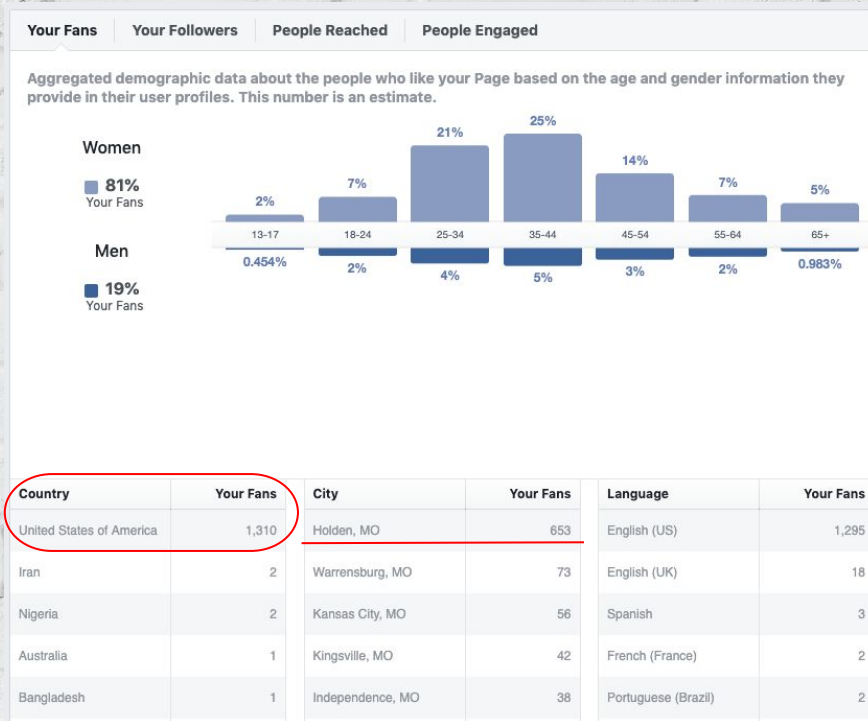 Your Fans Your Followers People Reached People Engaged
Aggregated demographic data about the people who like your Page based on the age and gender information they
provide in their user profiles. This number is an estimate.
Women
81%
Your Fans
2% 7% 21% 25% 14% 7% 5%
13-17 18-24 25-34 35-44 45-54 55-64 65+
0.454% 2% 4% 5% 3% 2% 0.983%
Men
19%
Your Fans
Country Your Fans City Your Fans Language Your Fans
United States of America 1,310 Holden, MO 653 English (US) 1,295
Iran 2 Warrensburg, MO 73 English (UK) 18
Nigeria 2 Kansas City, MO 56 Spanish 3
Australia 1 Kingsville, MO 42 French (France) 2
Bangladesh 1 Independence, MO 38 Portuguese (Brazil) 2